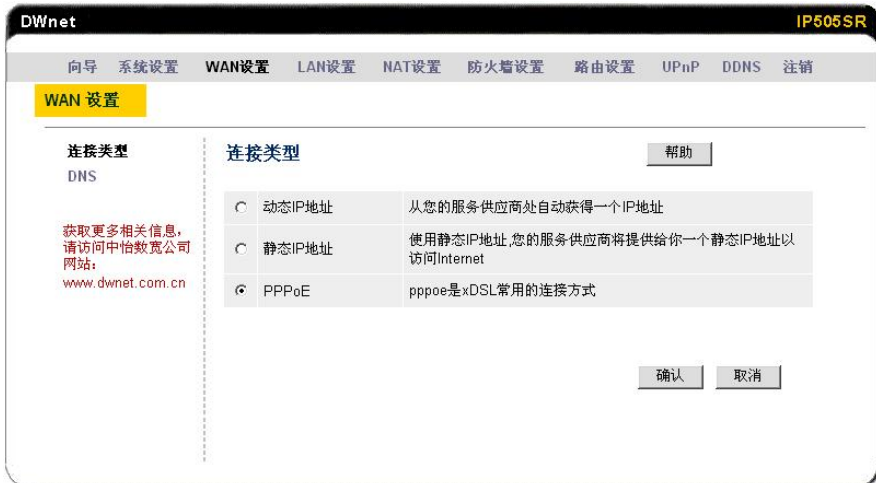 DWnet IP505SR
向导 系统设置 WAN设置 LAN设置 NAT设置 防火墙设置 路由设置 UPnP DDNS 注销
WAN 设置
连接类型
DNS
获取更多相关信息，
请访问中怡数宽公司
网站：
www.dwnet.com.cn
连接类型 帮助
动态IP地址 从您的服务供应商处自动获得一个IP地址
静态IP地址 使用静态IP地址,您的服务供应商将提供给你一个静态IP地址以
访问Internet
PPPoE pppoe是xDSL常用的连接方式
确认 取消